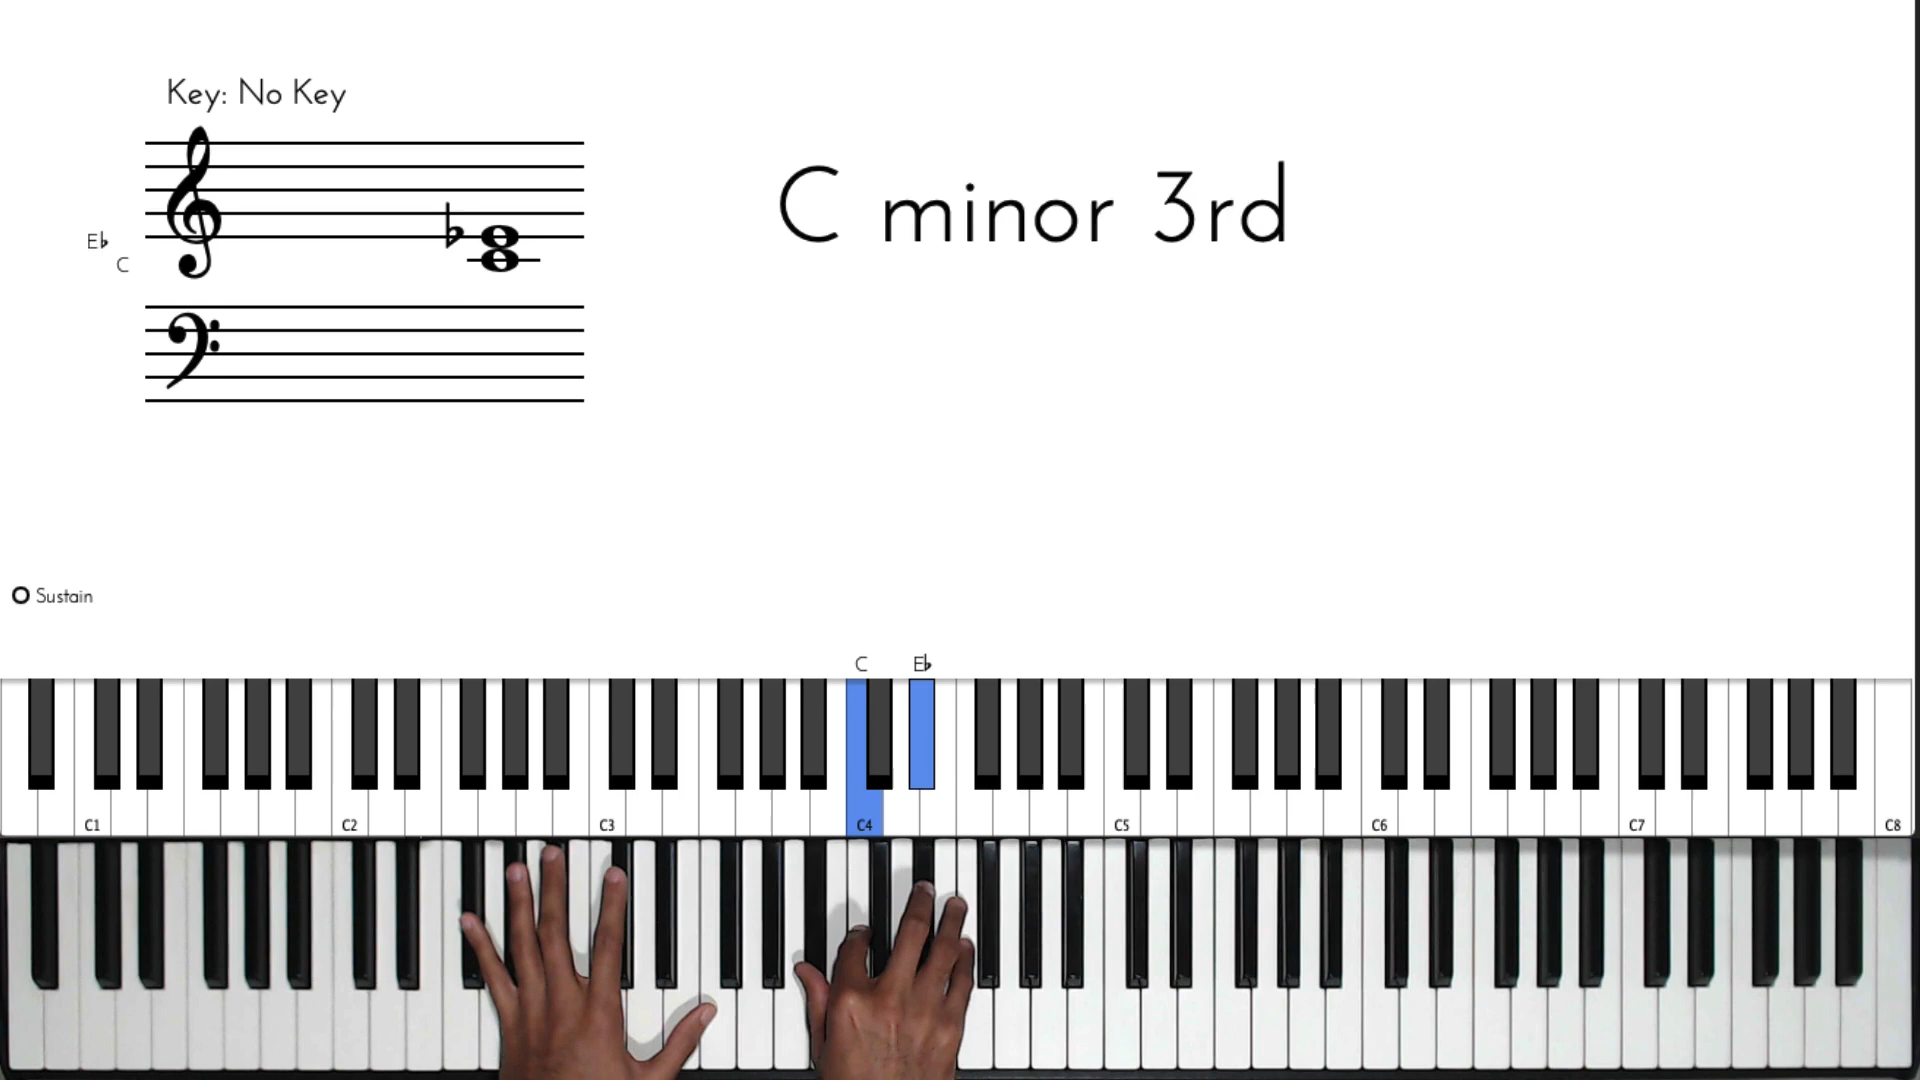 Key: No Key
C minor 3rd
E♭
C
Sustain
C E♭
C1 C2 C3 C4 C5 C6 C7 C8